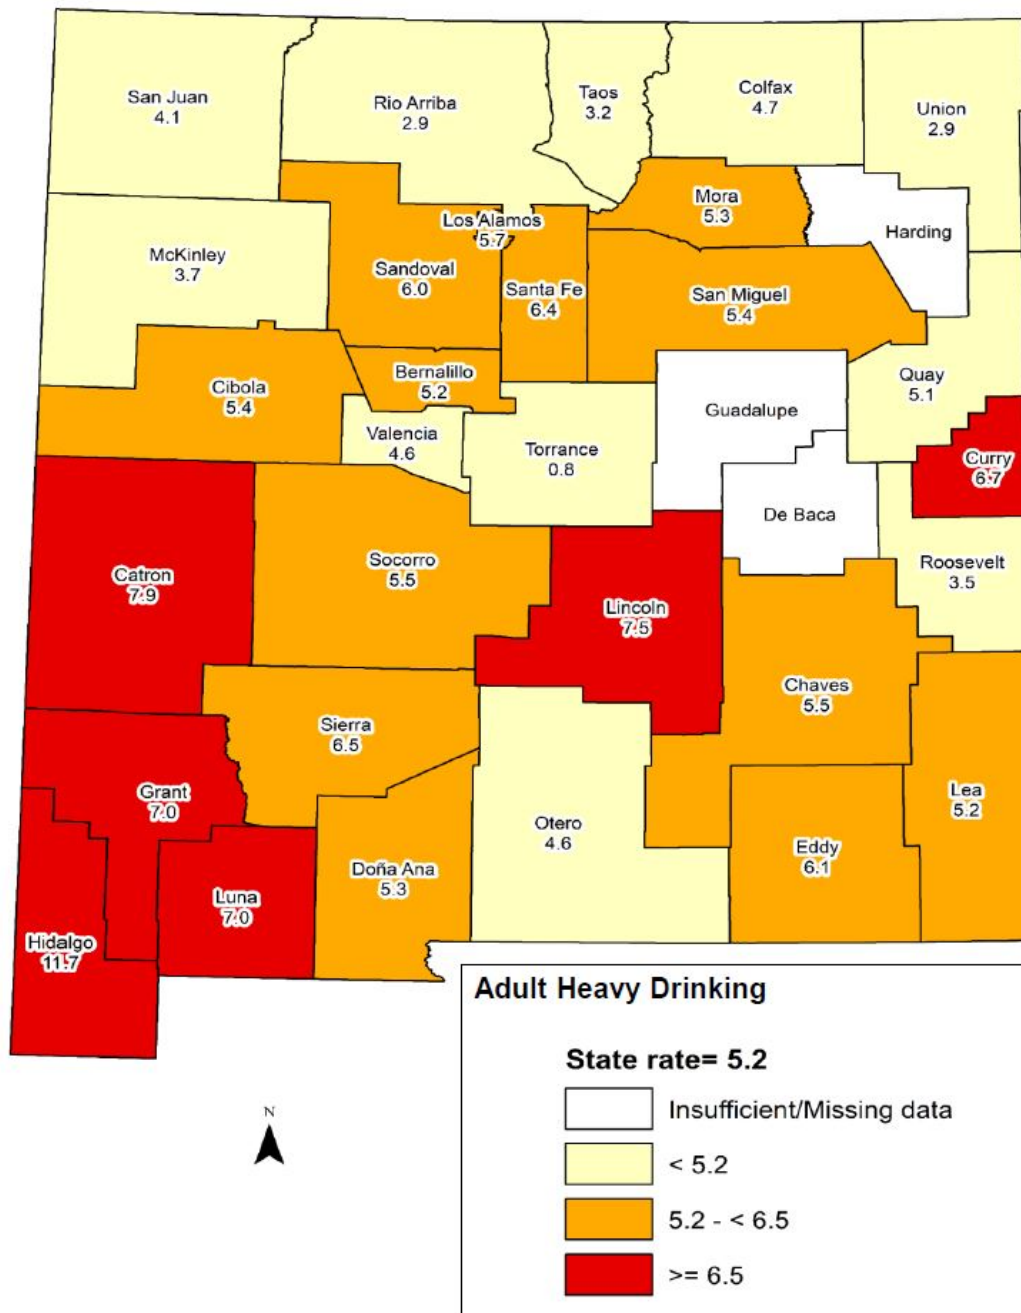 San Juan
4.1
Rio Arriba
2.9
Taos
3.2
Colfax
4.7
Union
2.9
Mora
5.3
Harding
Los Alamos
5.7
McKinley
3.7
Sandoval
6.0
Santa Fe
6.4
San Miguel
5.4
Cibola
5.4
Bernalillo
5.2
Quay
5.1
Guadalupe
Valencia
4.6
Torrance
0.8
Curry
6.7
De Baca
Catron
7.9
Socorro
5.5
Roosevelt
3.5
Lincoln
7.5
Chaves
5.5
Sierra
6.5
Grant
7.0
Lea
5.2
Otero
4.6
Eddy
6.1
Doña Ana
5.3
Luna
7.0
Hidalgo
11.7
Adult Heavy Drinking
State rate= 5.2
Insufficient/Missing data
< 5.2
5.2 - < 6.5
>= 6.5
N